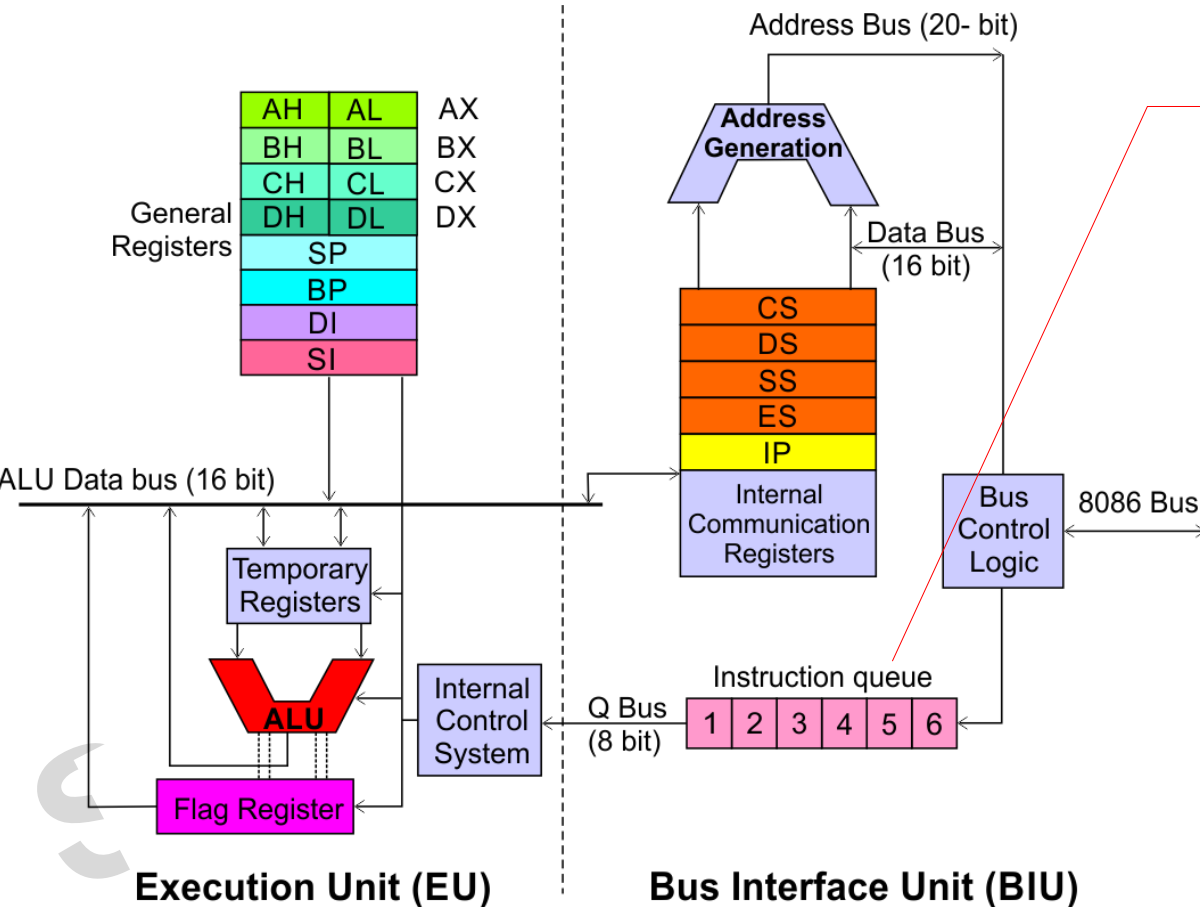 Address Bus (20- bit)
AH AL AX
BH BL BX
CH CL CX
DH DL DX
General
Registers
SP
BP
DI
SI
Address
Generation
Data Bus
(16 bit)
CS
DS
SS
ES
IP
Internal
Communication
Registers
Bus
Control
Logic
8086 Bus
ALU Data bus (16 bit)
Temporary
Registers
ALU
Internal
Control
System
Flag Register
Q Bus
(8 bit)
Instruction queue
1 2 3 4 5 6
Execution Unit (EU)
Bus Interface Unit (BIU)